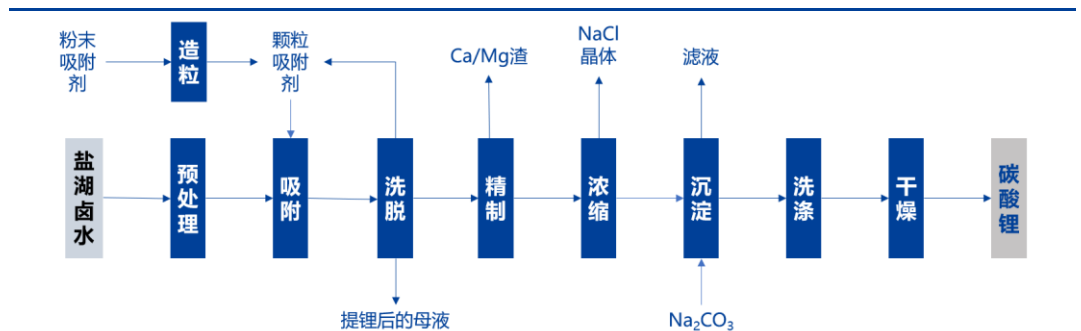 粉末
吸附
剂
造粒
颗粒
吸附
剂
Ca/Mg渣
NaCl
晶体
滤液
盐湖卤水
预处理
吸附
洗脱
精制
浓缩
沉淀
洗涤
干燥
碳酸锂
提锂后的母液
Na₂CO₃